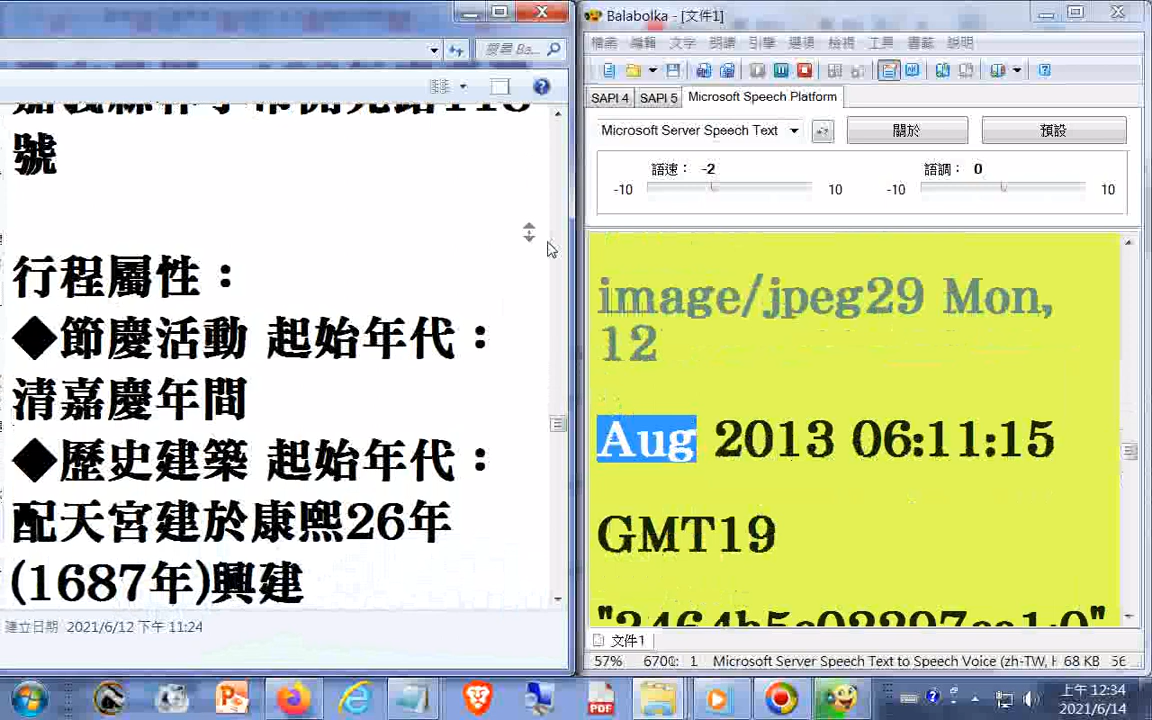 搜尋 Ba...
號
行程屬性：
◆節慶活動 起始年代：
清嘉慶年間
◆歷史建築 起始年代：
配天宮建於康熙26年
(1687年)興建
建立日期 2021/6/12 下午 11:24
Balabolka - [文件1]
檔案 編輯 文字 朗讀 引擎 選項 檢視 工具 書籤 說明
SAPI 4 SAPI 5 Microsoft Speech Platform
Microsoft Server Speech Text
關於
預設
語速： -2
-10 10
語調： 0
-10 10
image/jpeg29 Mon,
12
Aug 2013 06:11:15
GMT19
文件1
57%
Microsoft Server Speech Text to Speech Voice (zh-TW, H
68 KB
PDF
上午 12:34
2021/6/14